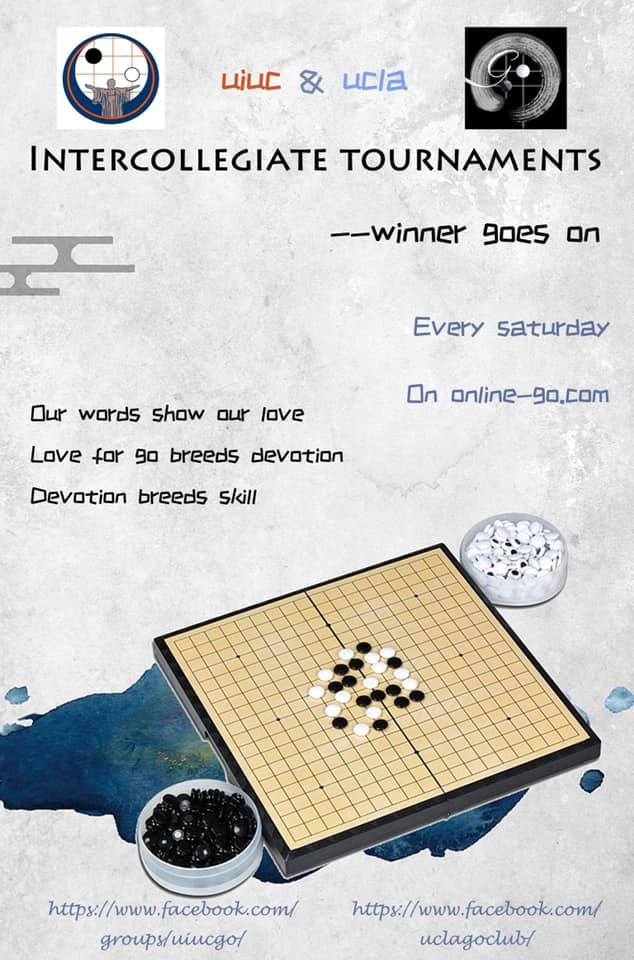 Go
uiuc & ucla
INTERCOLLEGIATE TOURNAMENTS
--winner goes on
Every saturday
On online-go.com
Our words show our love
Love for go breeds devotion
Devotion breeds skill
https://www.facebook.com/
groups/uiucgo/
https://www.facebook.com/
uclagoclub/